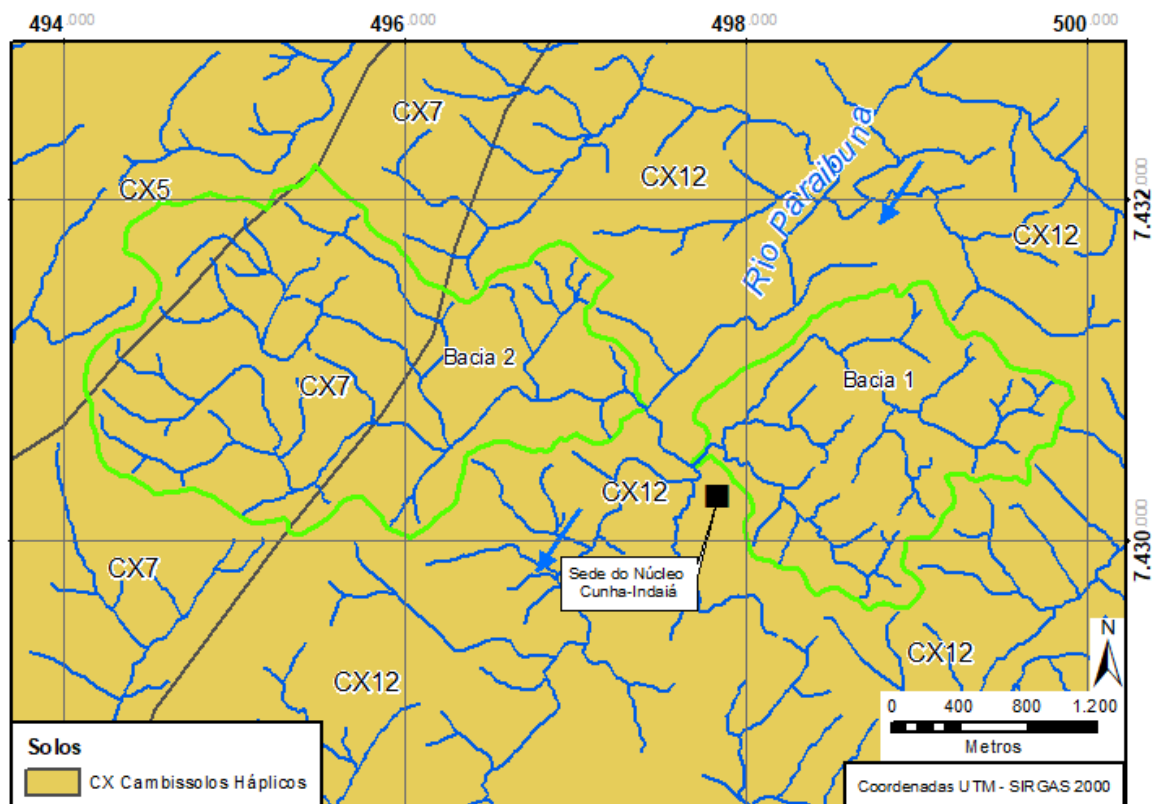 494.000
496.000
498.000
500.000
CX7
Rio Paraibuna
CX12
CX5
7.432.000
CX12
Bacia 2
CX7
Bacia 1
CX12
7.430.000
CX7
Sede do Núcleo
Cunha-Indaiá
N
CX12
CX12
0 400 800 1.200
Metros
Solos
CX Cambissolos Háplicos
Coordenadas UTM - SIRGAS 2000